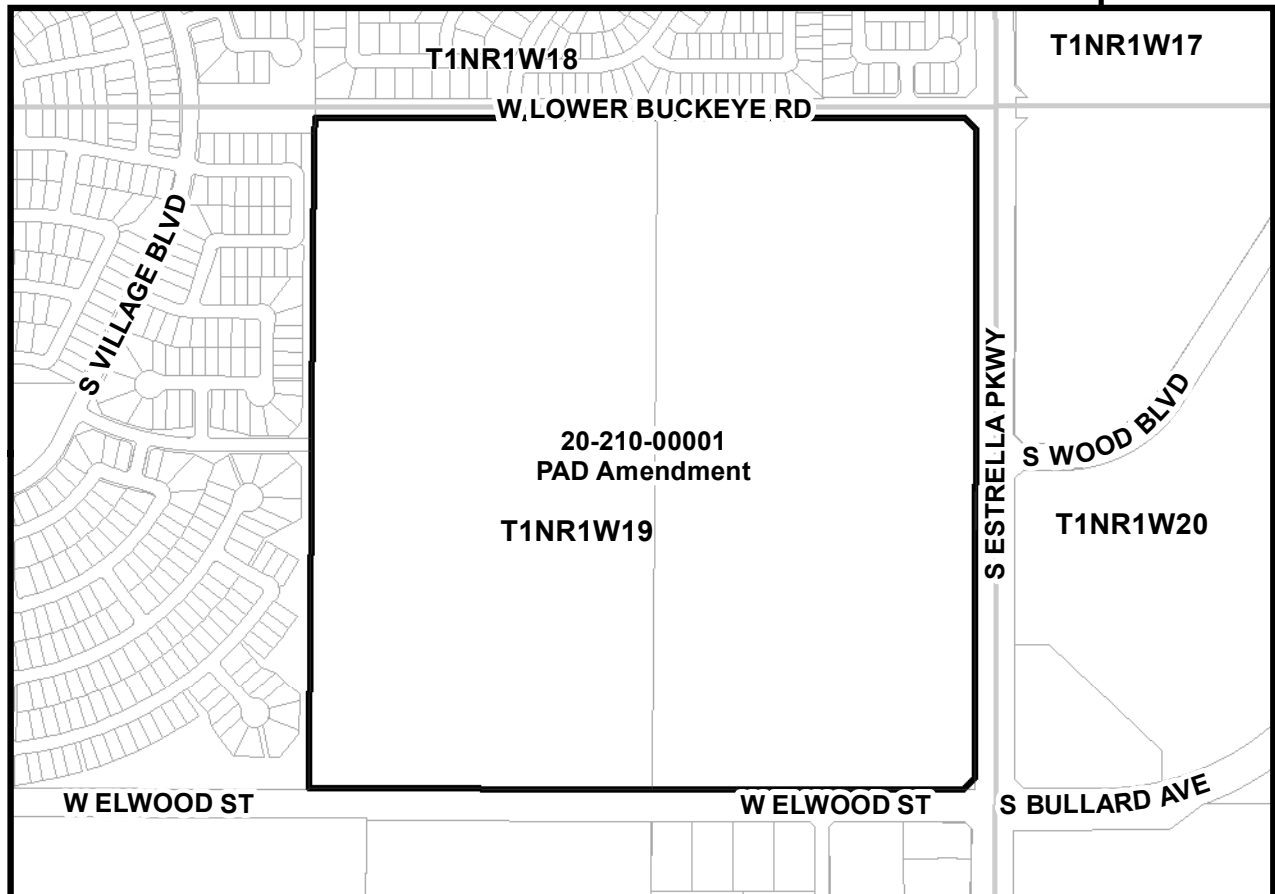 T1NR1W18
T1NR1W17
W LOWER BUCKEYE RD
S VILLAGE BLVD
S ESTRELLA PKWY
S WOOD BLVD
20-210-00001
PAD Amendment
T1NR1W19
T1NR1W20
W ELWOOD ST
W ELWOOD ST
S BULLARD AVE